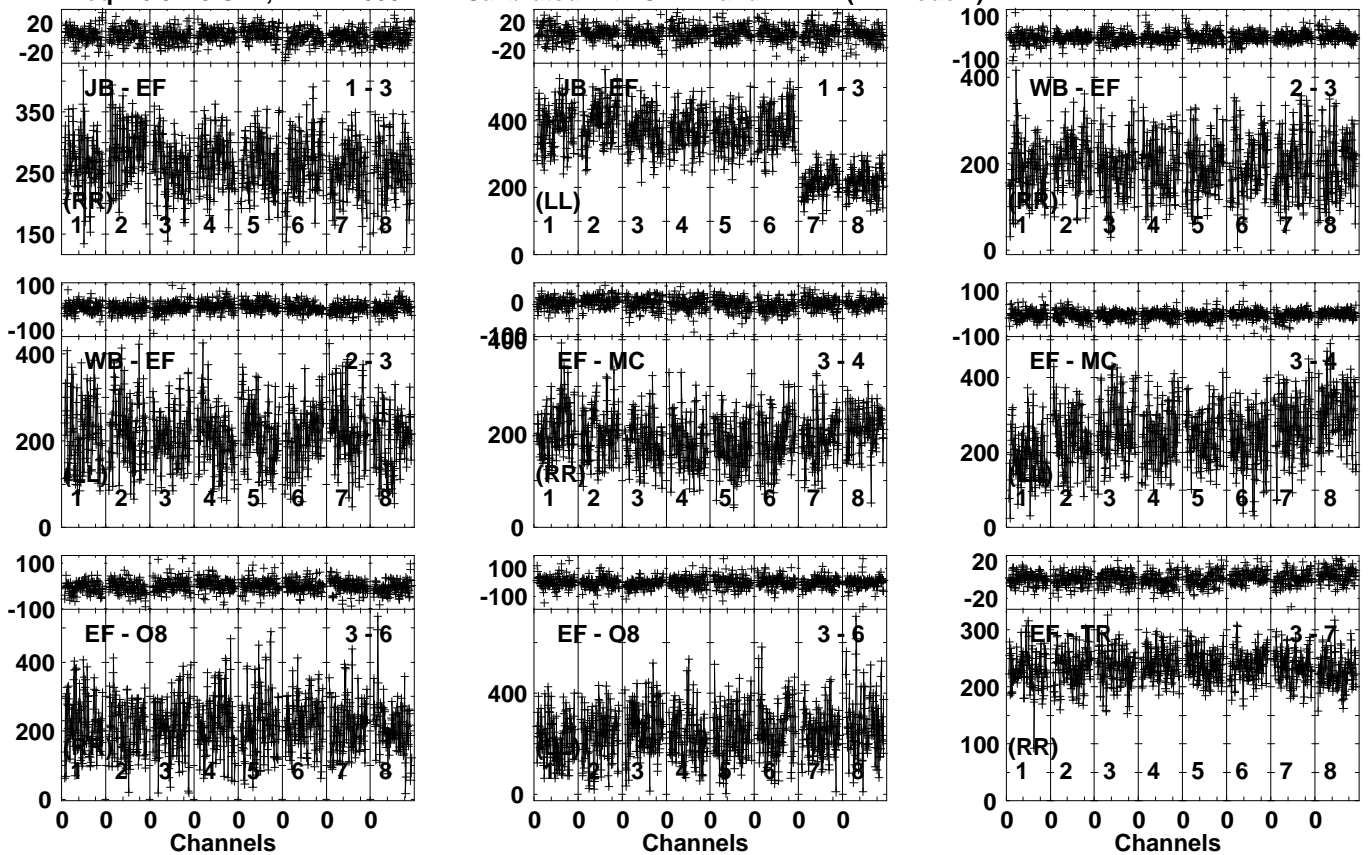 20 20 100
-20 -20 -100
JB - EF 1 - 3 JB - EF 1 - 3 400 WB - EF 2 - 3
350 400 200
250 200
(RR) (LL) (RR)
150 1 2 3 4 5 6 7 8 1 2 3 4 5 6 7 8 1 2 3 4 5 6 7 8
0 0
100 0 100
-100 -100 -100
400 WB - EF 2 - 3 400 EF - MC 3 - 4 400 EF - MC 3 - 4
200 200 200
(LL) (RR) (LL)
1 2 3 4 5 6 7 8 1 2 3 4 5 6 7 8 1 2 3 4 5 6 7 8
0 0 0
100 100 20
-100 -100 -20
EF - O8 3 - 6 EF - O8 3 - 6 300 EF - TR 3 - 7
400 400 200
200 (RR) (LL) 100 (RR)
1 2 3 4 5 6 7 8 1 2 3 4 5 6 7 8 1 2 3 4 5 6 7 8
0 0 0
0 0 0 0 0 0 0 0 0 0 0 0 0 0 0 0 0 0 0 0 0 0 0 0
Channels Channels Channels